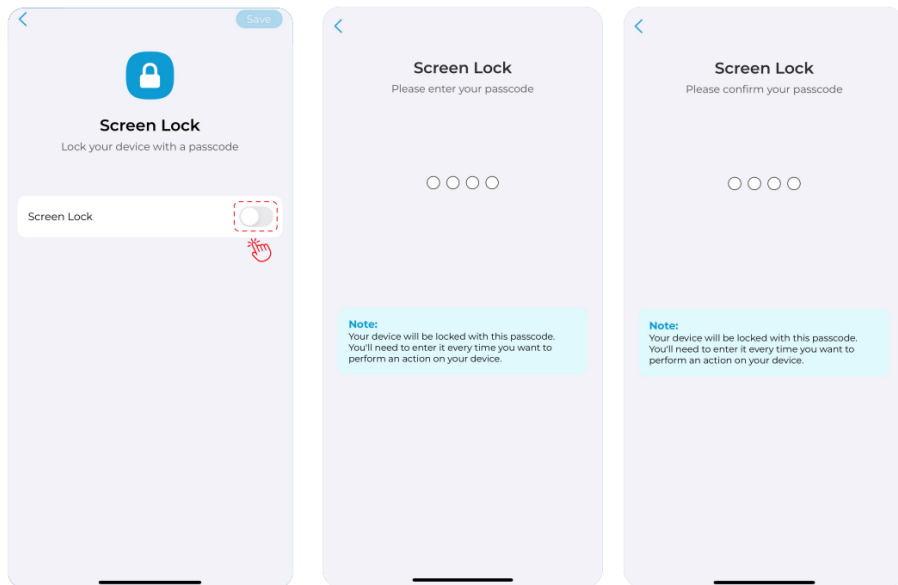 Save
Screen Lock
Lock your device with a passcode
Screen Lock
Screen Lock
Please enter your passcode
Note:
Your device will be locked with this passcode.
You'll need to enter it every time you want to
perform an action on your device.
Screen Lock
Please confirm your passcode
Note:
Your device will be locked with this passcode.
You'll need to enter it every time you want to
perform an action on your device.